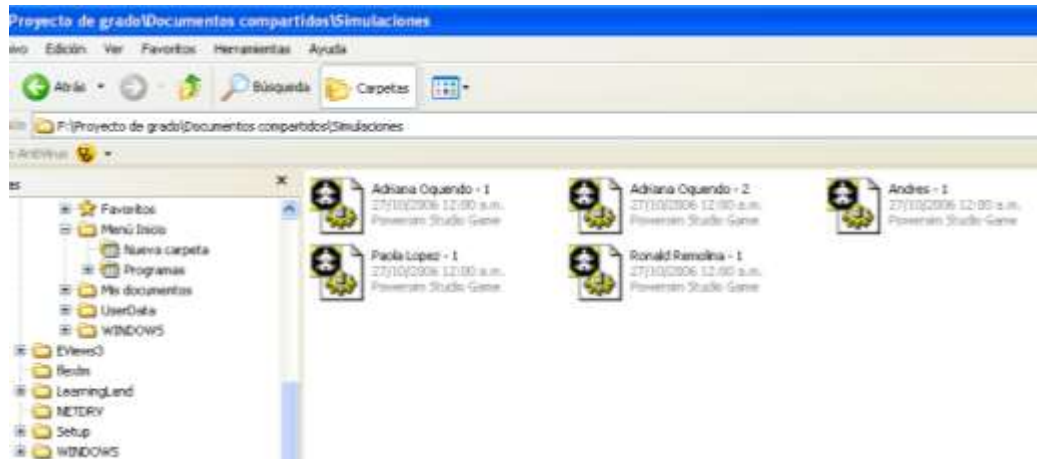 Proyecto de grado\Documentos compartidos\Simulaciones
Edición Ver Favoritos Herramientas Ayuda
Atrás Búsqueda Carpetas
F:\Proyecto de grado\Documentos compartidos\Simulaciones
AntiVirus
es
Favoritos
Menú Inicio
Nueva carpeta
Programas
Mis documentos
UserData
WINDOWS
EViews3
flexlm
LearningLand
NETDRV
Setup
WINDOWS
Adriana Oquendo - 1
27/10/2006 12:00 a.m.
Powersim Studio Game
Adriana Oquendo - 2
27/10/2006 12:00 a.m.
Powersim Studio Game
Andres - 1
27/10/2006 12:00 a.m.
Powersim Studio Game
Paola Lopez - 1
27/10/2006 12:00 a.m.
Powersim Studio Game
Ronald Remolina - 1
27/10/2006 12:00 a.m.
Powersim Studio Game